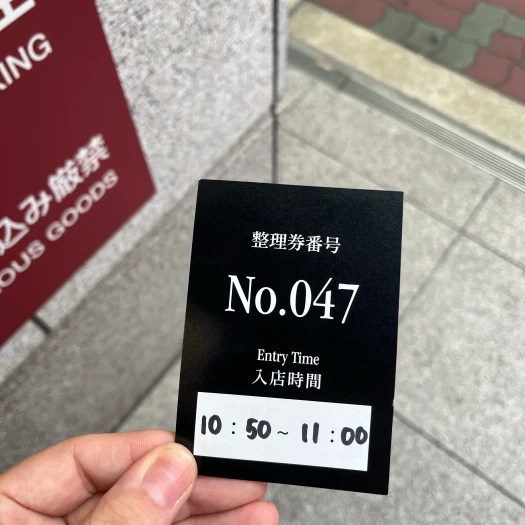 KING
込み厳禁
OUS GOODS
整理券番号
No.047
Entry Time
入店時間
10:50~11:00